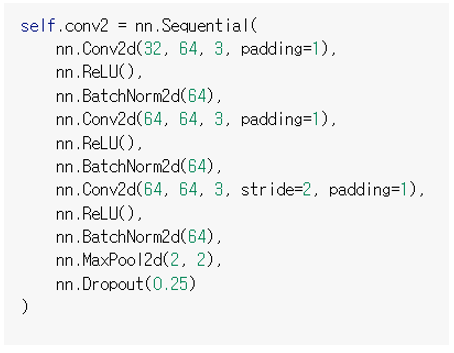 self.conv2 = nn.Sequential(
    nn.Conv2d(32, 64, 3, padding=1),
    nn.ReLU(),
    nn.BatchNorm2d(64),
    nn.Conv2d(64, 64, 3, padding=1),
    nn.ReLU(),
    nn.BatchNorm2d(64),
    nn.Conv2d(64, 64, 3, stride=2, padding=1),
    nn.ReLU(),
    nn.BatchNorm2d(64),
    nn.MaxPool2d(2, 2),
    nn.Dropout(0.25)
)